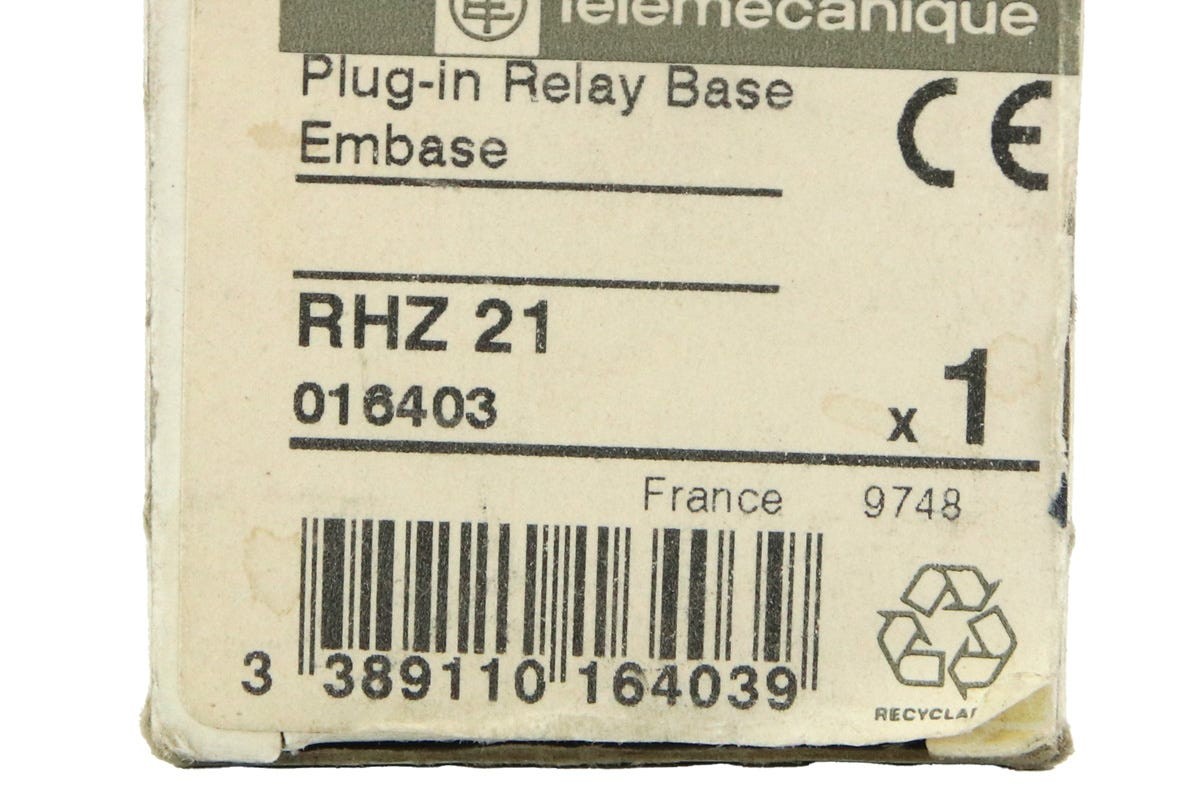 Telemecanique
Plug-in Relay Base
Embase
CE
RHZ 21
016403
x 1
France 9748
3 389110 164039